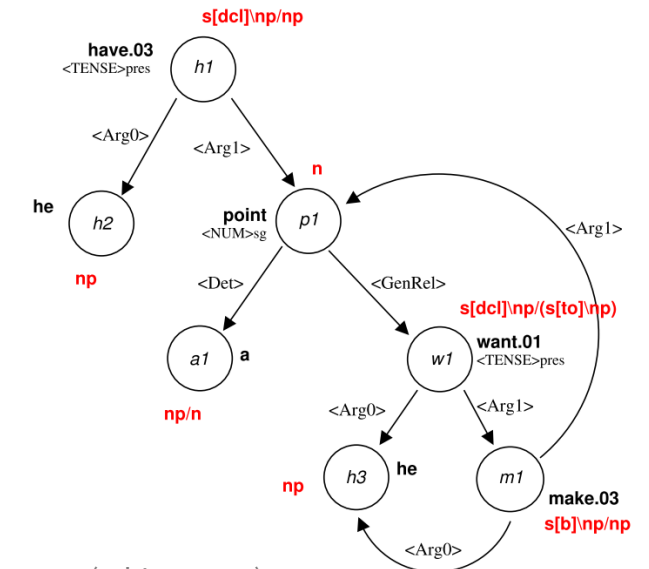 s[dcl]\np/np
have.03
<TENSE>pres
h1
<Arg0>
<Arg1>
n
he
h2
point
<NUM>sg
p1
<Arg1>
np
<Det>
<GenRel>
s[dcl]\np/(s[to]\np)
a1
a
w1
want.01
<TENSE>pres
np/n
<Arg0>
<Arg1>
np
h3
he
m1
make.03
s[b]\np/np
<Arg0>